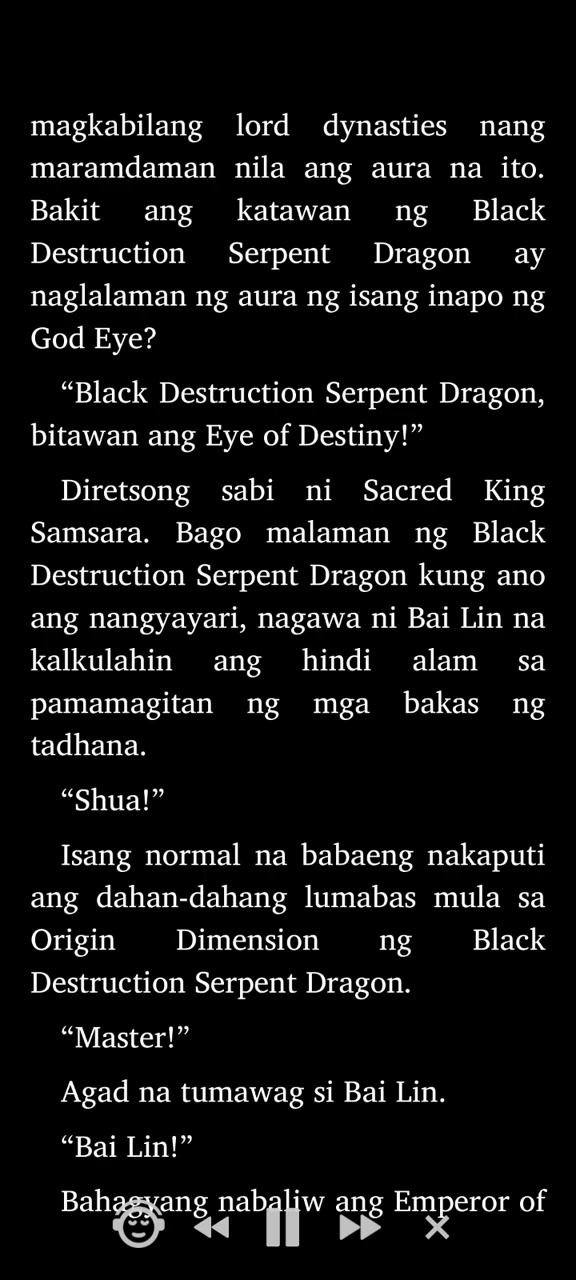 magkabilang lord dynasties nang
maramdaman nila ang aura na ito.
Bakit ang katawan ng Black
Destruction Serpent Dragon ay
naglalaman ng aura ng isang inapo ng
God Eye?
“Black Destruction Serpent Dragon,
bitawan ang Eye of Destiny!”
Diretsong sabi ni Sacred King
Samsara. Bago malaman ng Black
Destruction Serpent Dragon kung ano
ang nangyayari, nagawa ni Bai Lin na
kalkulahin ang hindi alam sa
pamamagitan ng mga bakas ng
tadhana.
“Shua!”
Isang normal na babaeng nakaputi
ang dahan-dahang lumabas mula sa
Origin Dimension ng Black
Destruction Serpent Dragon.
“Master!”
Agad na tumawag si Bai Lin.
“Bai Lin!”
Bahagyang nabaliw ang Emperor of